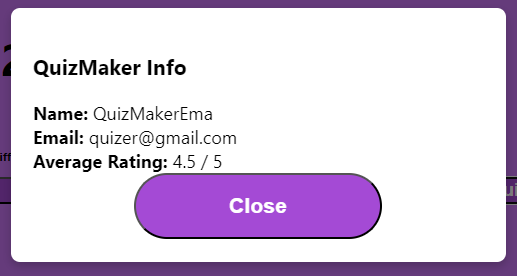 QuizMaker Info
Name: QuizMakerEma
Email: quizer@gmail.com
Average Rating: 4.5 / 5
Close